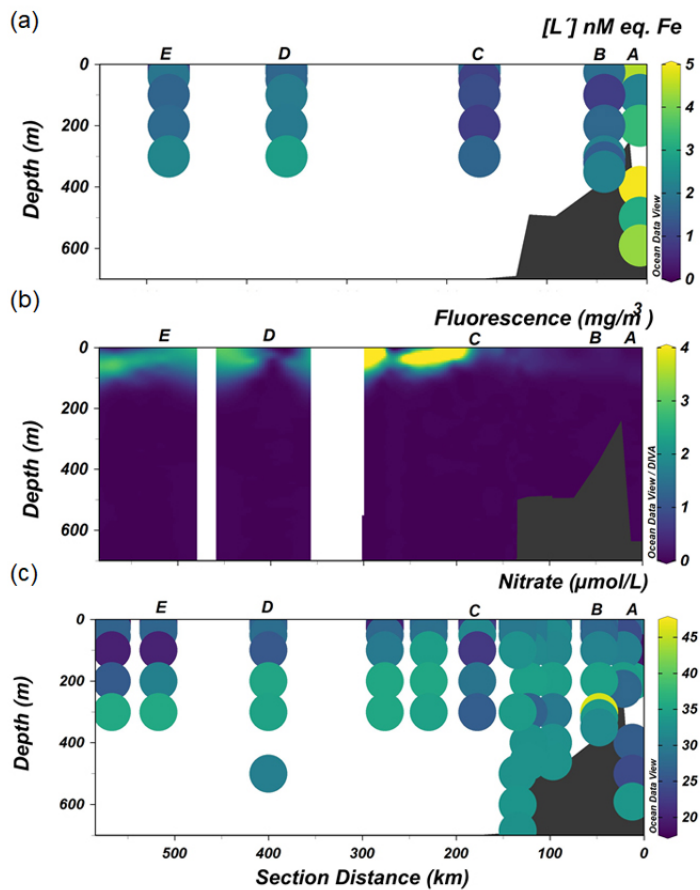 (a)
[L´] nM eq. Fe
E D C B A
0
200
400
600
Depth (m)
5
4
3
2
1
0
Ocean Data View
(b)
Fluorescence (mg/m³)
E D C B A
0
200
400
600
Depth (m)
4
3
2
1
0
Ocean Data View / DIVA
(c)
Nitrate (µmol/L)
E D C B A
0
200
400
600
Depth (m)
45
40
35
30
25
20
Ocean Data View
500 400 300 200 100 0
Section Distance (km)